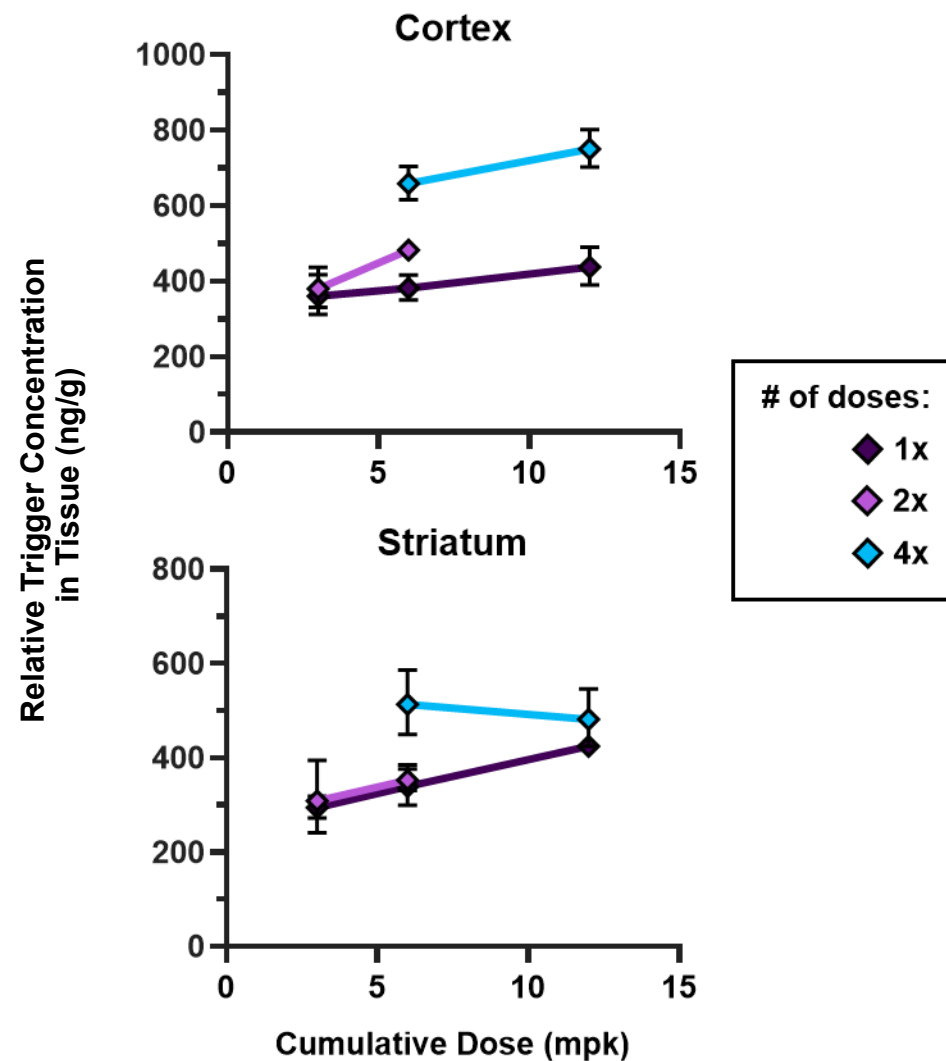 Cortex
1000
800
600
400
200
0
0 5 10 15
Relative Trigger Concentration
in Tissue (ng/g)
# of doses:
1x
2x
4x
Striatum
800
600
400
200
0
0 5 10 15
Cumulative Dose (mpk)